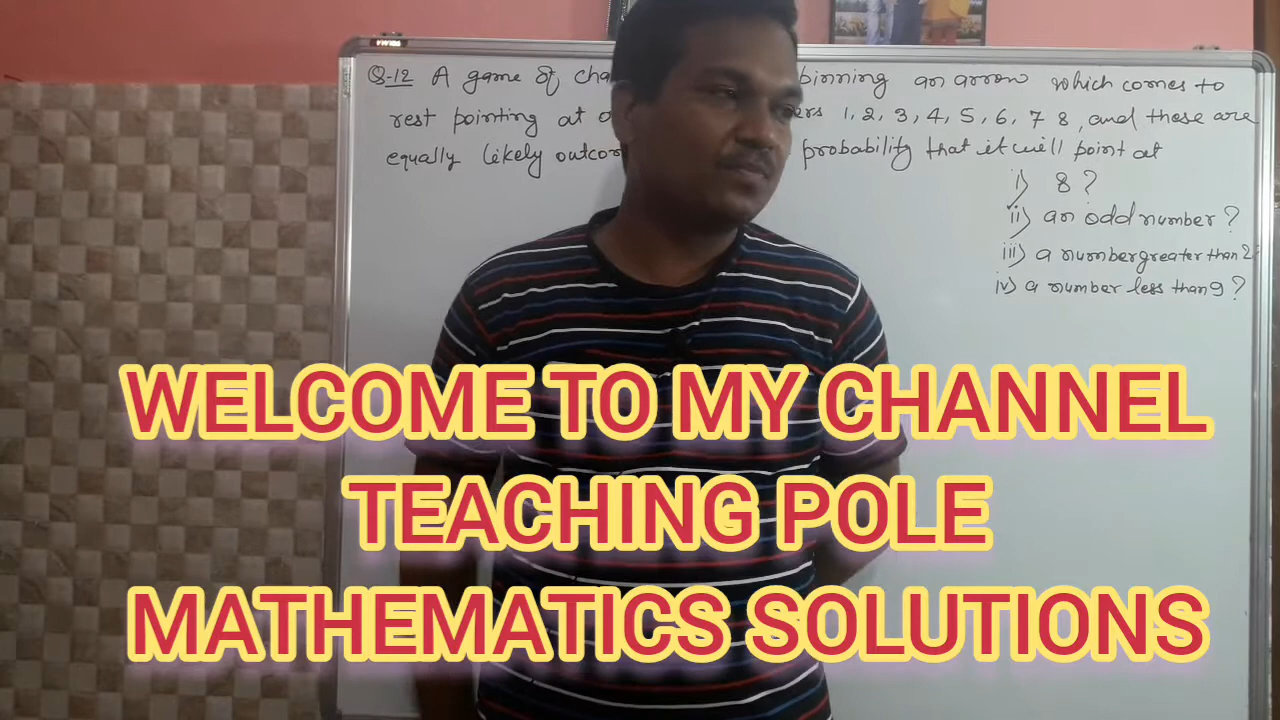 Q-12 A game of cha pinning an arrow which comes to
rest pointing at o ers 1, 2, 3, 4, 5, 6, 7 8, and these are
equally likely outcom probability that it will point at
i) 8 ?
ii) an odd number ?
iii) a number greater than 2?
iv) a number less than 9 ?
WELCOME TO MY CHANNEL
TEACHING POLE
MATHEMATICS SOLUTIONS